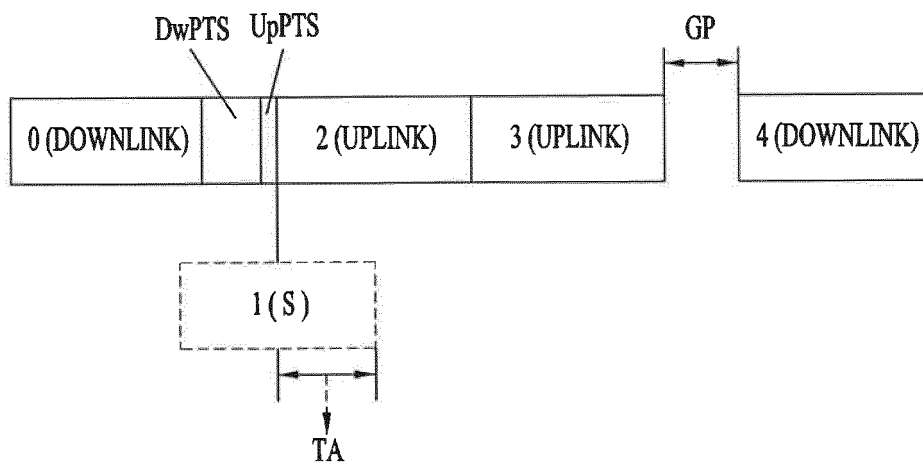 DwPTS UpPTS GP
0 (DOWNLINK) 2 (UPLINK) 3 (UPLINK) 4 (DOWNLINK)
1 ( S )
TA